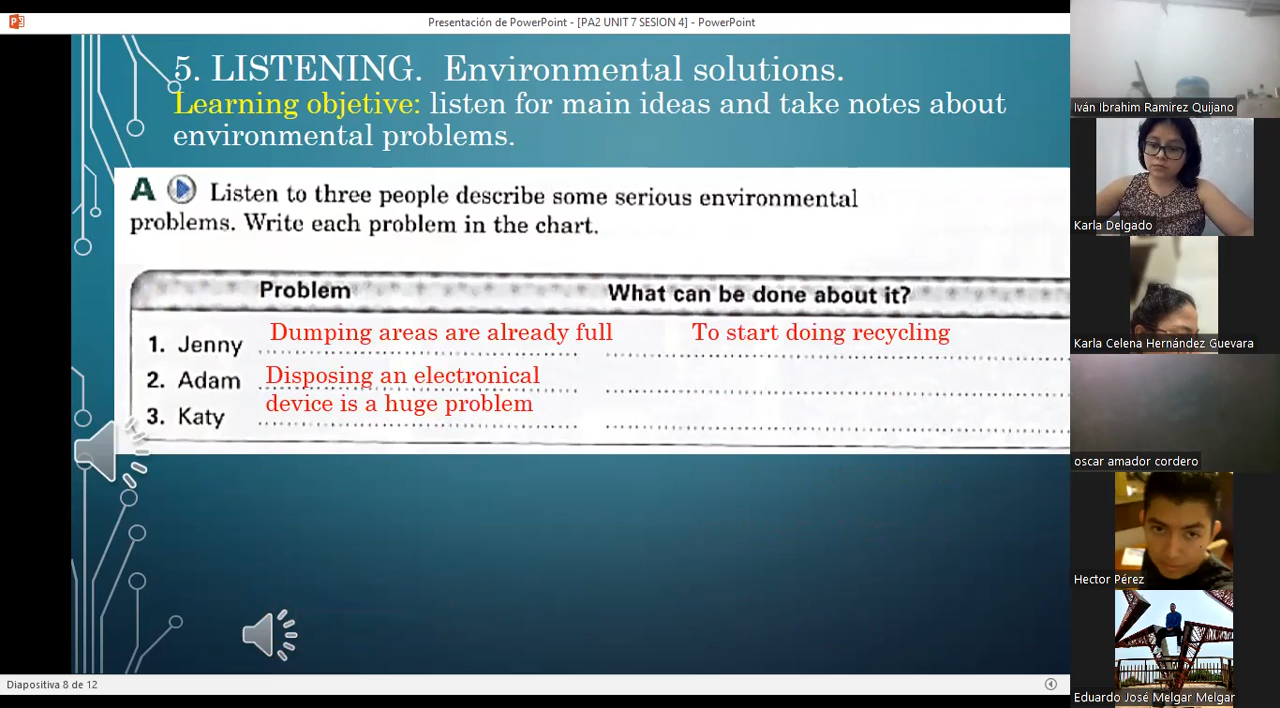 Presentación de PowerPoint - [PA2 UNIT 7 SESION 4] - PowerPoint
5. LISTENING. Environmental solutions.
Learning objetive: listen for main ideas and take notes about
environmental problems.
A Listen to three people describe some serious environmental
problems. Write each problem in the chart.
Problem What can be done about it?
1. Jenny Dumping areas are already full To start doing recycling
2. Adam Disposing an electronical
device is a huge problem
3. Katy
Diapositiva 8 de 12
Iván Ibrahim Ramirez Quijano
Karla Delgado
Karla Celena Hernández Guevara
oscar amador cordero
Hector Pérez
Eduardo José Melgar Melgar